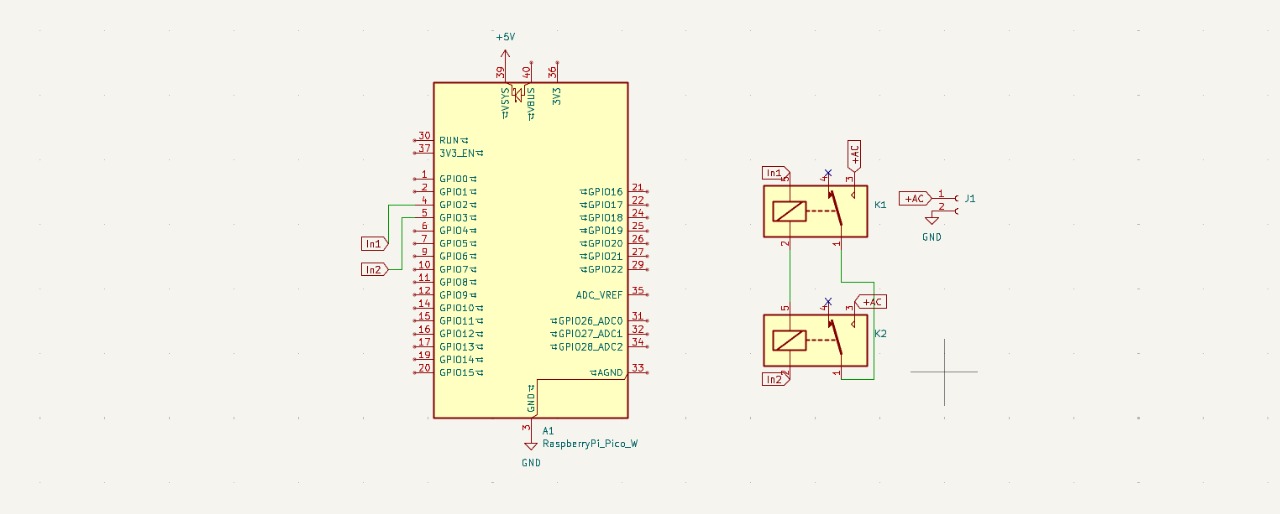 +5V
39
40
36
VSYS
VBUS
3V3
30 RUN
37 3V3_EN
1 GPIO0
2 GPIO1
4 GPIO2
5 GPIO3
6 GPIO4
7 GPIO5
9 GPIO6
10 GPIO7
11 GPIO8
12 GPIO9
14 GPIO10
15 GPIO11
16 GPIO12
17 GPIO13
19 GPIO14
20 GPIO15
In1
In2
GPIO16 21
GPIO17 22
GPIO18 24
GPIO19 25
GPIO20 26
GPIO21 27
GPIO22 29
ADC_VREF 35
GPIO26_ADC0 31
GPIO27_ADC1 32
GPIO28_ADC2 34
AGND 33
GND
3
A1
RaspberryPi_Pico_W
GND
+AC
In1
5
4
3
K1
2
1
+AC
1
2
J1
GND
5
4
3
+AC
K2
In2
2
1